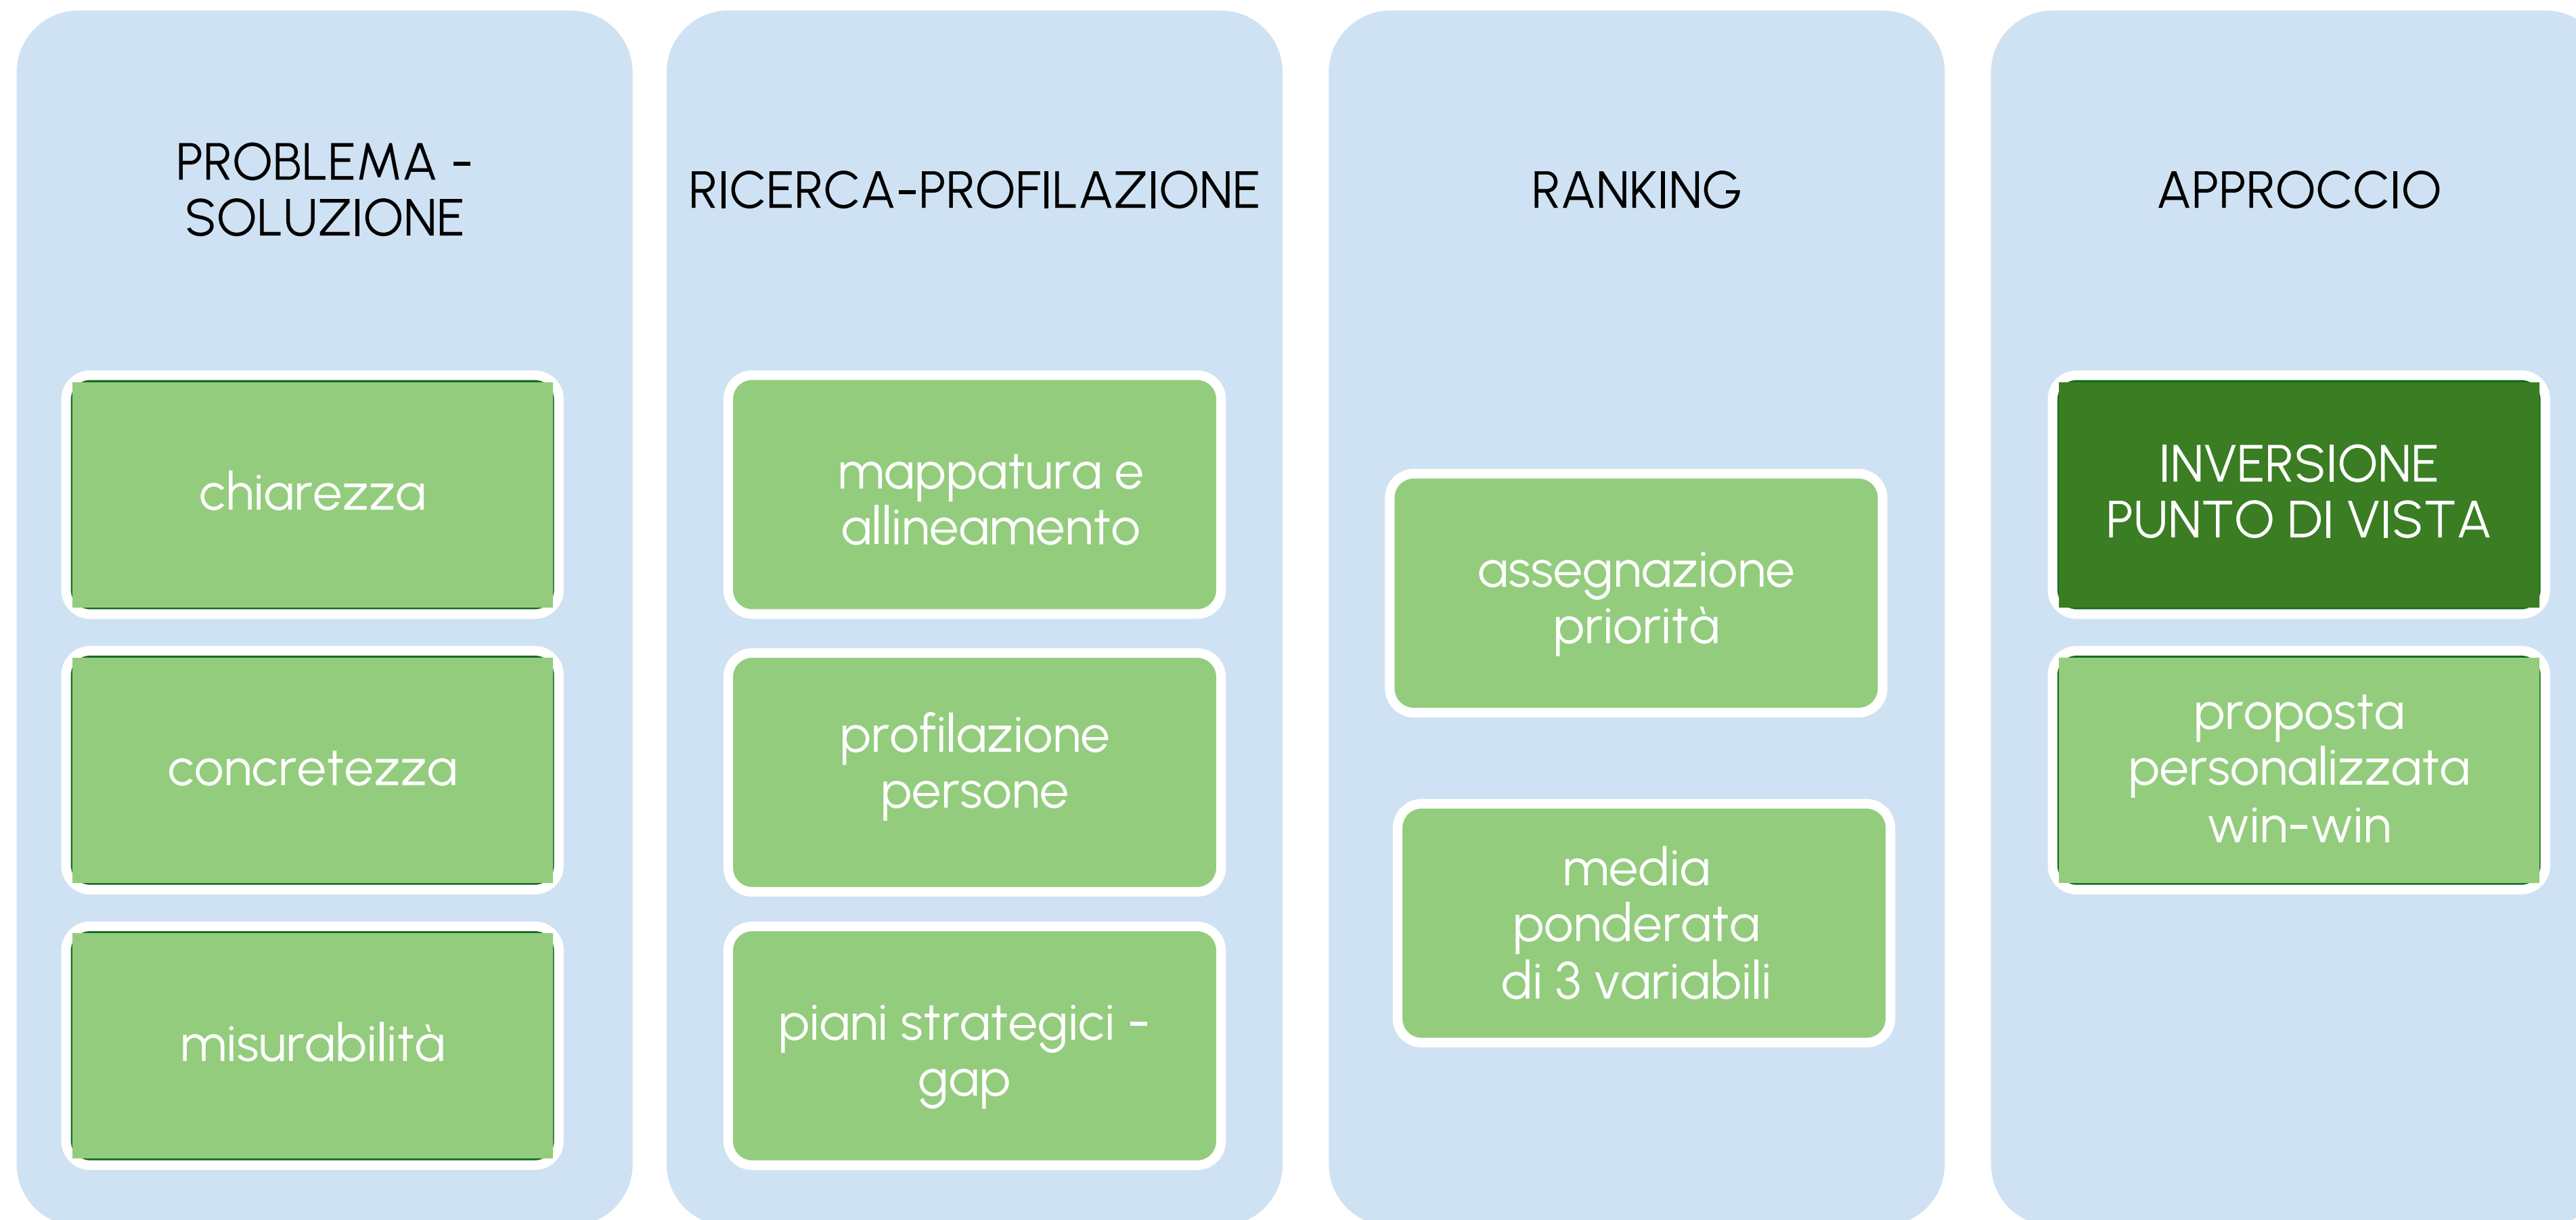 PROBLEMA -
SOLUZIONE
chiarezza
concretezza
misurabilità
RICERCA-PROFILAZIONE
mappatura e
allineamento
profilazione
persone
piani strategici -
gap
RANKING
assegnazione
priorità
media
ponderata
di 3 variabili
APPROCCIO
INVERSIONE
PUNTO DI VISTA
proposta
personalizzata
win-win